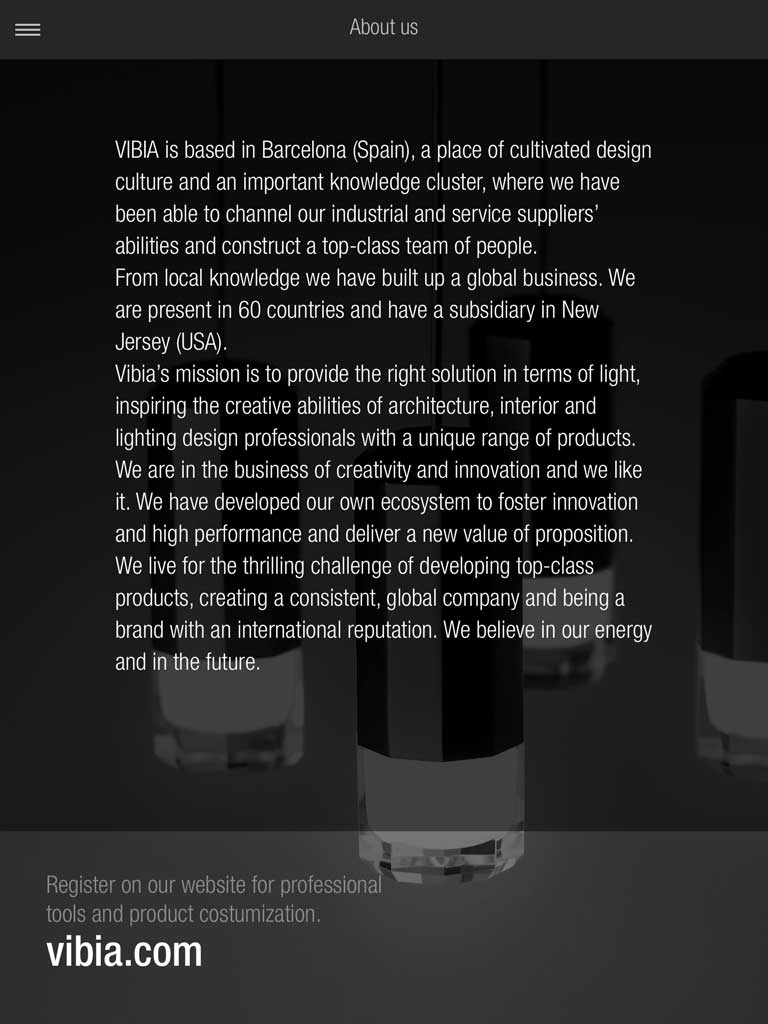 About us
VIBIA is based in Barcelona (Spain), a place of cultivated design
culture and an important knowledge cluster, where we have
been able to channel our industrial and service suppliers’
abilities and construct a top-class team of people.
From local knowledge we have built up a global business. We
are present in 60 countries and have a subsidiary in New
Jersey (USA).
Vibia’s mission is to provide the right solution in terms of light,
inspiring the creative abilities of architecture, interior and
lighting design professionals with a unique range of products.
We are in the business of creativity and innovation and we like
it. We have developed our own ecosystem to foster innovation
and high performance and deliver a new value of proposition.
We live for the thrilling challenge of developing top-class
products, creating a consistent, global company and being a
brand with an international reputation. We believe in our energy
and in the future.
Register on our website for professional
tools and product costumization.
vibia.com